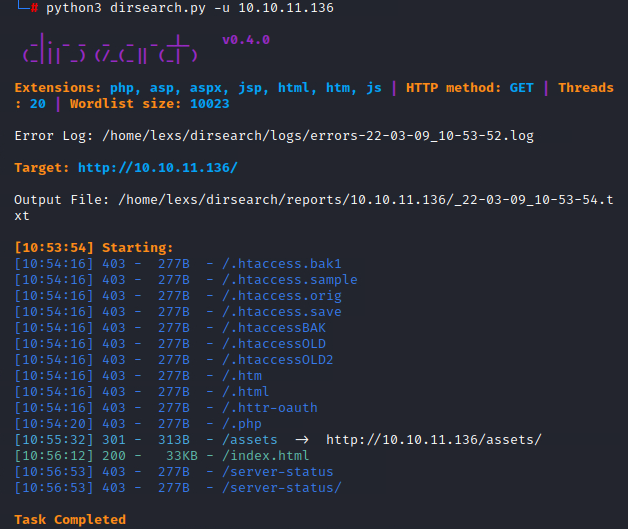 # python3 dirsearch.py -u 10.10.11.136
 _|. _ _  _  _  _ _|_    v0.4.0
(_||| _) (/_(_|| (_| )
Extensions: php, asp, aspx, jsp, html, htm, js | HTTP method: GET | Threads
: 20 | Wordlist size: 10023
Error Log: /home/lexs/dirsearch/logs/errors-22-03-09_10-53-52.log
Target: http://10.10.11.136/
Output File: /home/lexs/dirsearch/reports/10.10.11.136/_22-03-09_10-53-54.t
xt
[10:53:54] Starting:
[10:54:16] 403 -  277B  - /.htaccess.bak1
[10:54:16] 403 -  277B  - /.htaccess.sample
[10:54:16] 403 -  277B  - /.htaccess.orig
[10:54:16] 403 -  277B  - /.htaccess.save
[10:54:16] 403 -  277B  - /.htaccessBAK
[10:54:16] 403 -  277B  - /.htaccessOLD
[10:54:16] 403 -  277B  - /.htaccessOLD2
[10:54:16] 403 -  277B  - /.htm
[10:54:16] 403 -  277B  - /.html
[10:54:16] 403 -  277B  - /.httr-oauth
[10:54:20] 403 -  277B  - /.php
[10:55:32] 301 -  313B  - /assets  →  http://10.10.11.136/assets/
[10:56:12] 200 -   33KB - /index.html
[10:56:53] 403 -  277B  - /server-status
[10:56:53] 403 -  277B  - /server-status/
Task Completed